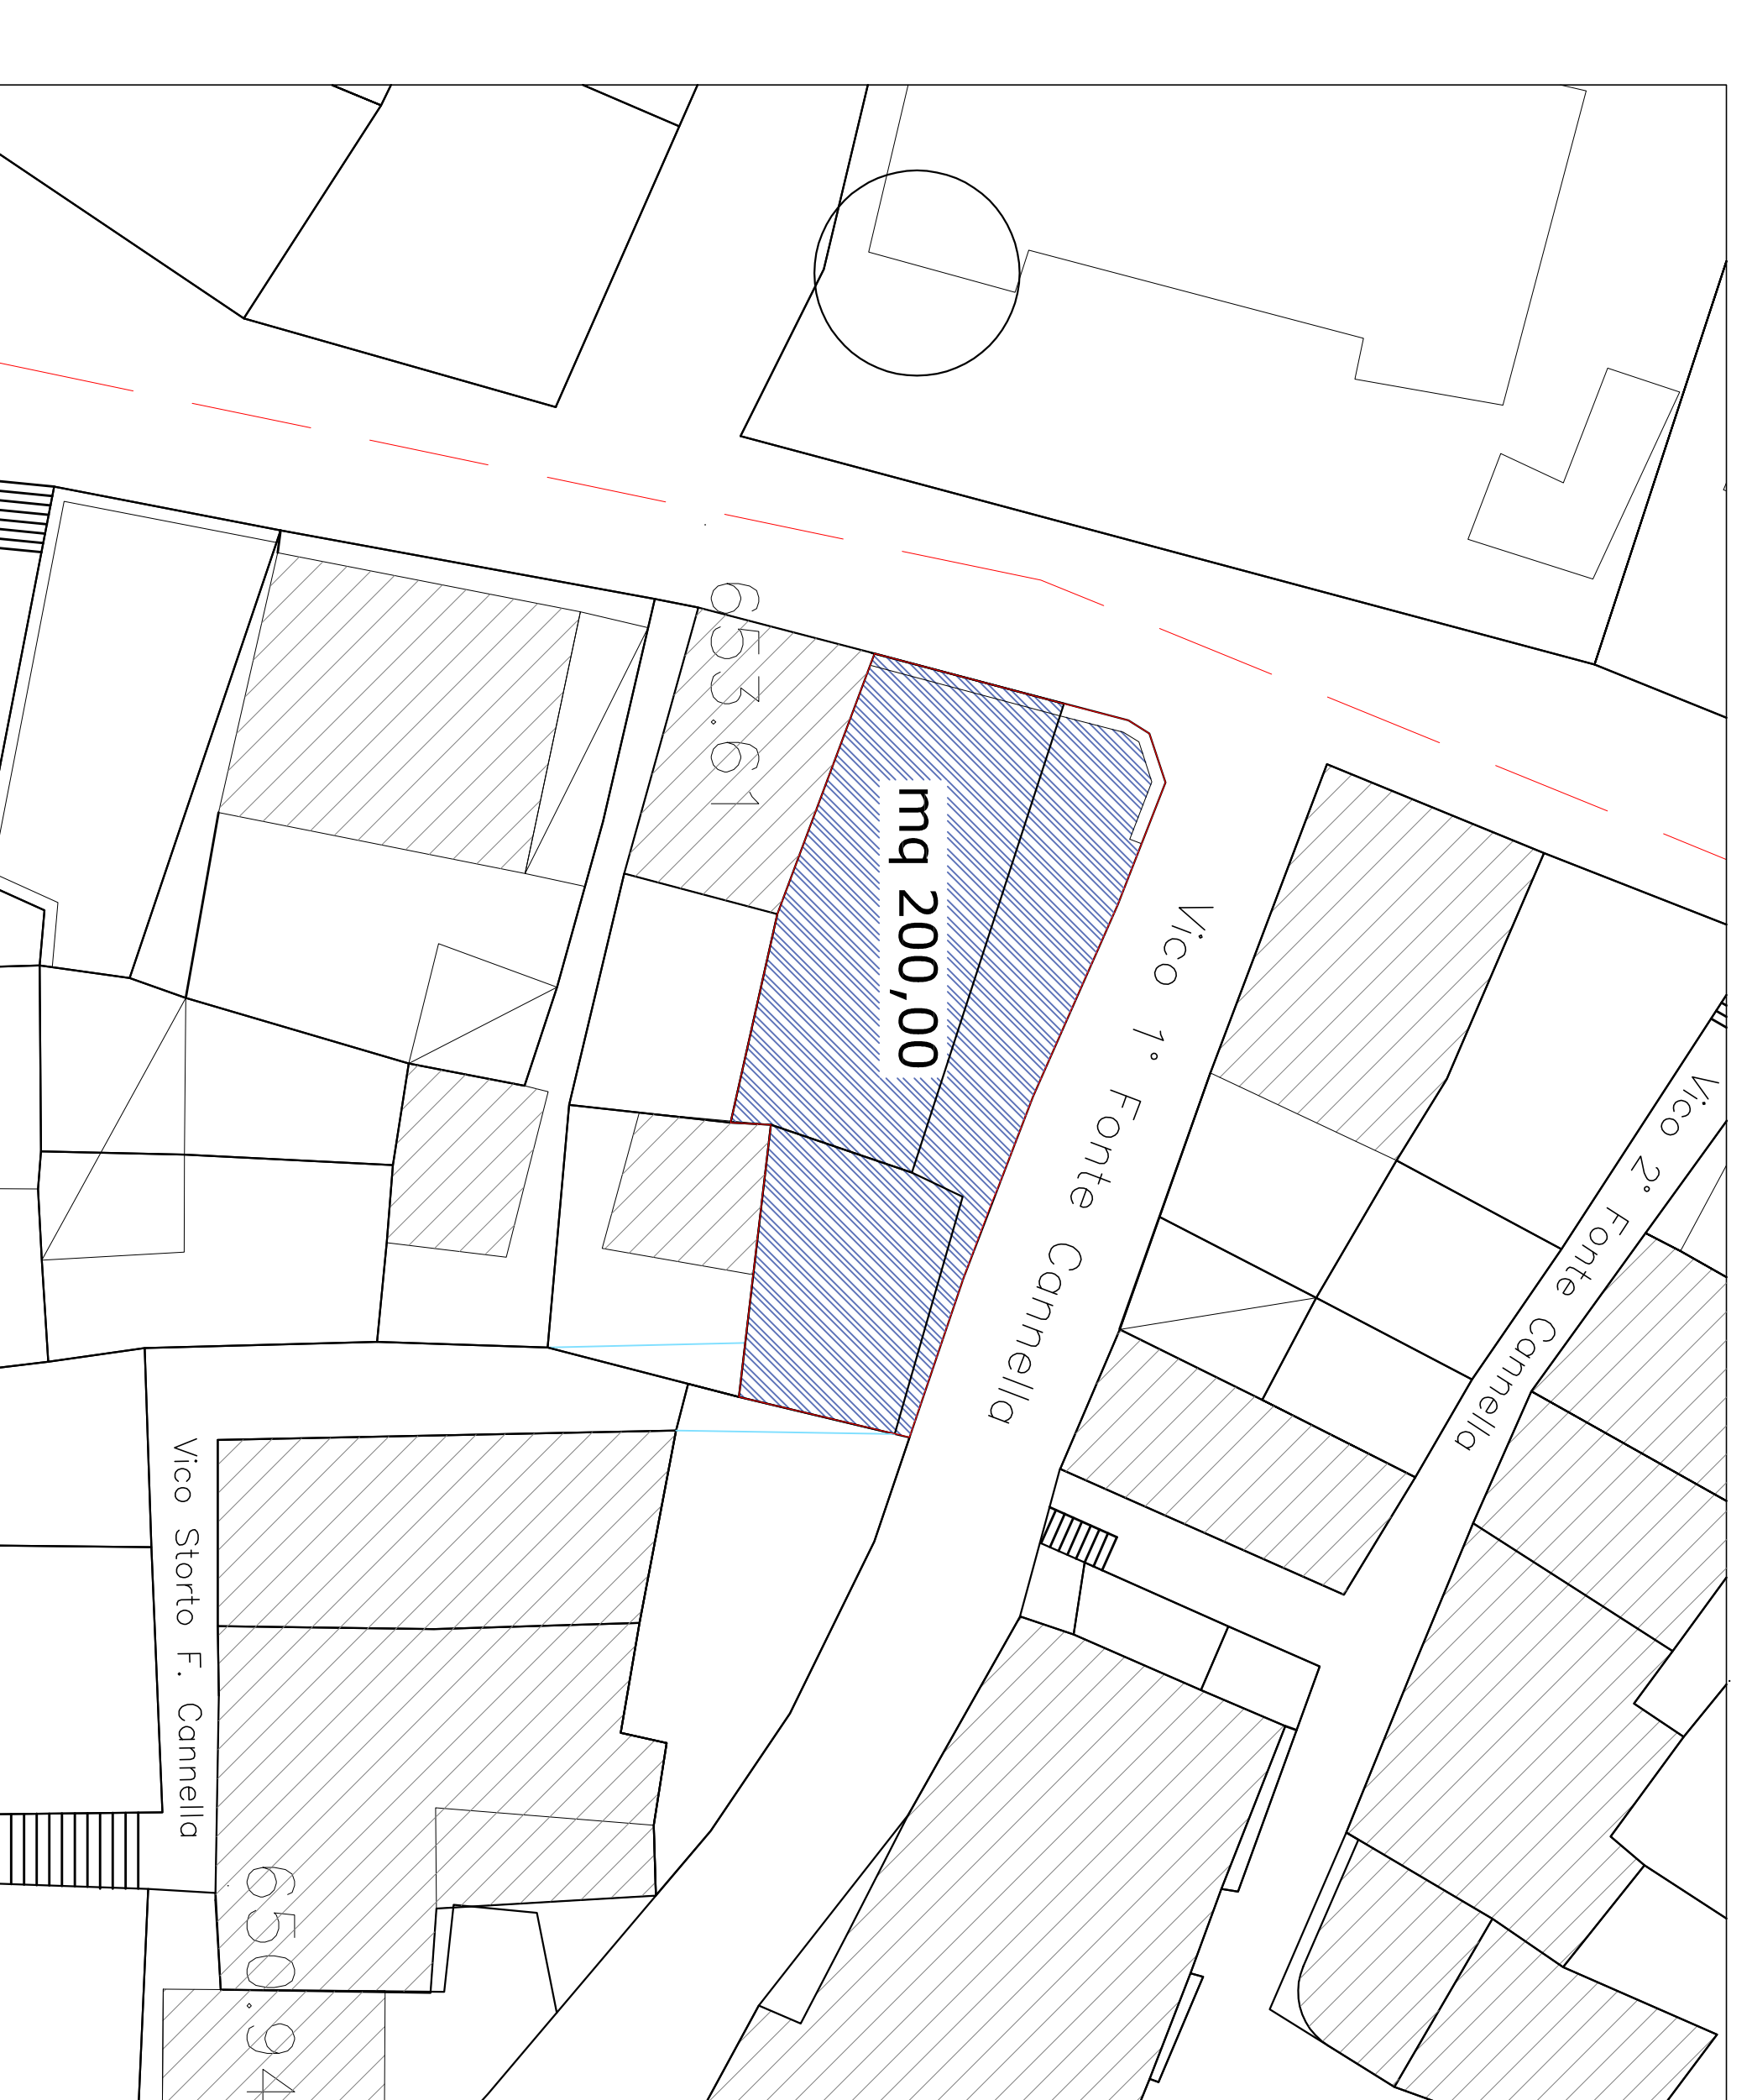 653.61
mq 200,00
Vico 1° Fonte Cannella
Vico 2° Fonte Cannella
Vico Storto F. Cannella
650.94